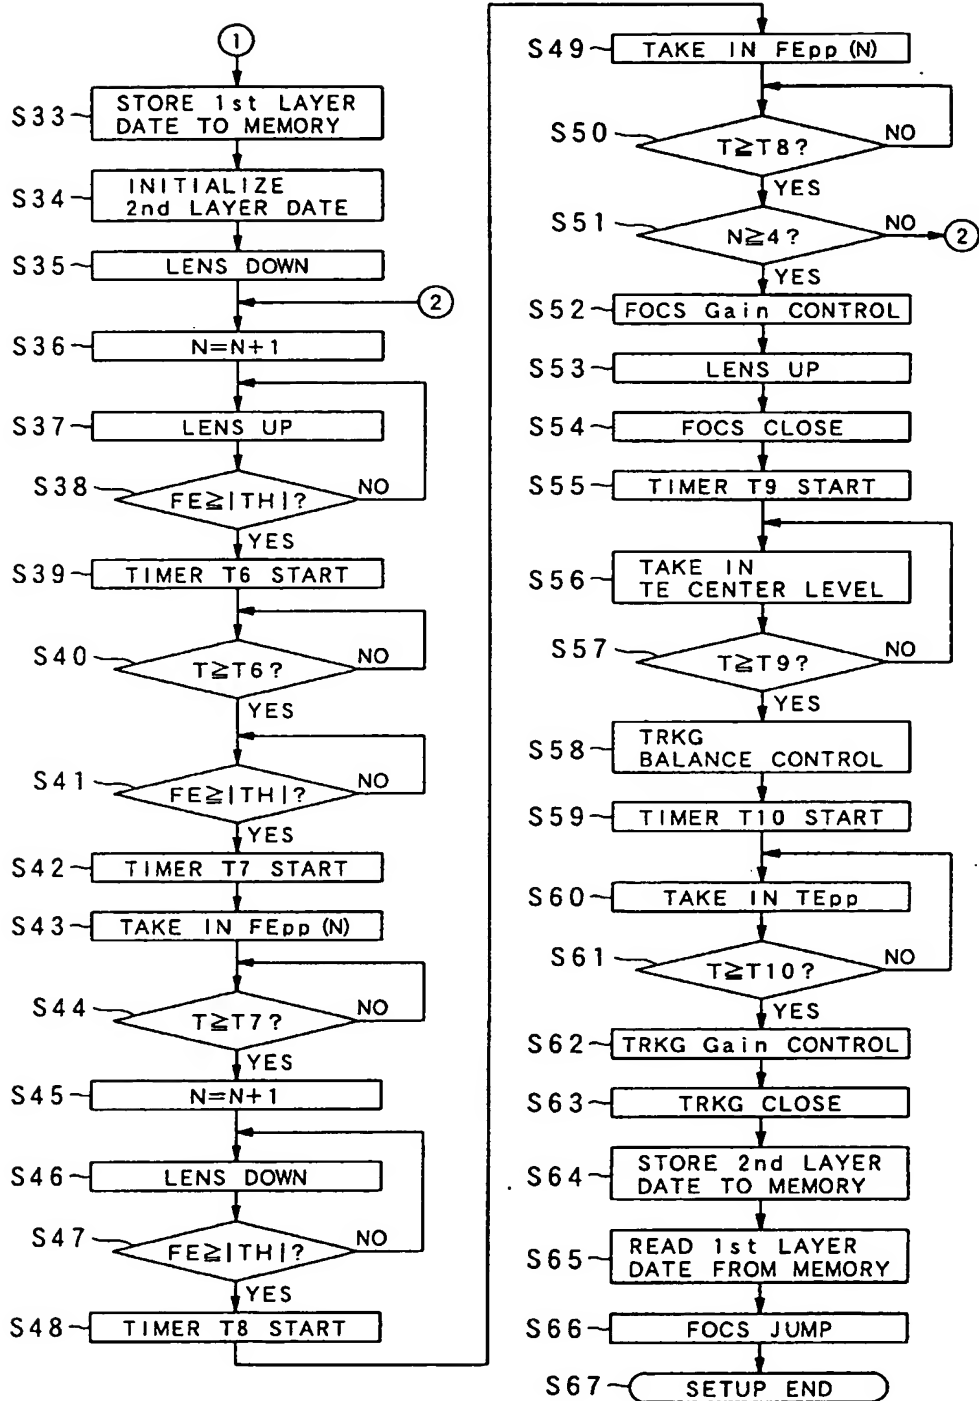 1
S33
STORE 1st LAYER
DATE TO MEMORY
S34
INITIALIZE
2nd LAYER DATE
S35
LENS DOWN
2
S36
N=N+1
S37
LENS UP
S38
FE≧|TH|?
NO
YES
S39
TIMER T6 START
S40
T≧T6?
NO
YES
S41
FE≧|TH|?
NO
YES
S42
TIMER T7 START
S43
TAKE IN FEpp (N)
S44
T≧T7?
NO
YES
S45
N=N+1
S46
LENS DOWN
S47
FE≧|TH|?
NO
YES
S48
TIMER T8 START
S49
TAKE IN FEpp (N)
S50
T≧T8?
NO
YES
S51
N≧4?
NO
2
YES
S52
FOCS Gain CONTROL
S53
LENS UP
S54
FOCS CLOSE
S55
TIMER T9 START
S56
TAKE IN
TE CENTER LEVEL
S57
T≧T9?
NO
YES
S58
TRKG
BALANCE CONTROL
S59
TIMER T10 START
S60
TAKE IN TEpp
S61
T≧T10?
NO
YES
S62
TRKG Gain CONTROL
S63
TRKG CLOSE
S64
STORE 2nd LAYER
DATE TO MEMORY
S65
READ 1st LAYER
DATE FROM MEMORY
S66
FOCS JUMP
S67
SETUP END